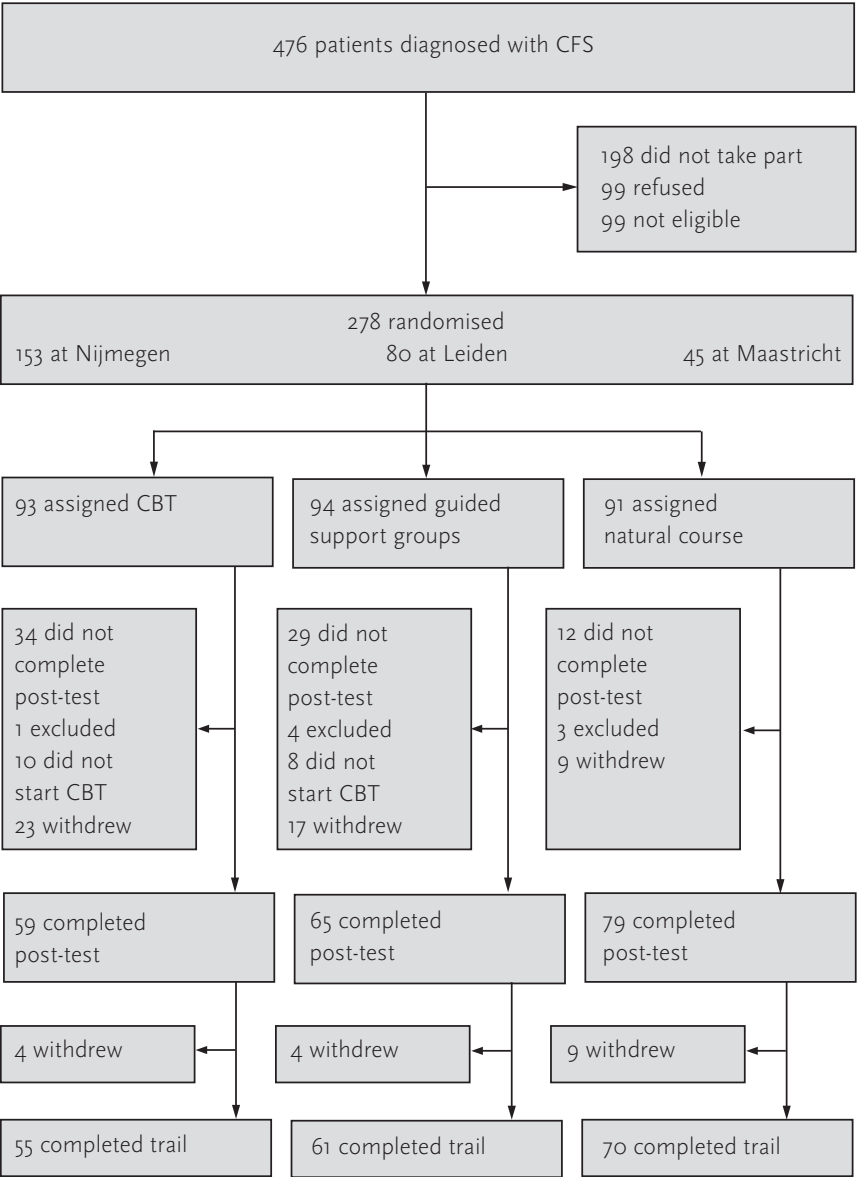 476 patients diagnosed with CFS
198 did not take part
99 refused
99 not eligible
278 randomised
153 at Nijmegen 80 at Leiden 45 at Maastricht
93 assigned CBT
94 assigned guided
support groups
91 assigned
natural course
34 did not
complete
post-test
1 excluded
10 did not
start CBT
23 withdrew
29 did not
complete
post-test
4 excluded
8 did not
start CBT
17 withdrew
12 did not
complete
post-test
3 excluded
9 withdrew
59 completed
post-test
65 completed
post-test
79 completed
post-test
4 withdrew
4 withdrew
9 withdrew
55 completed trail
61 completed trail
70 completed trail